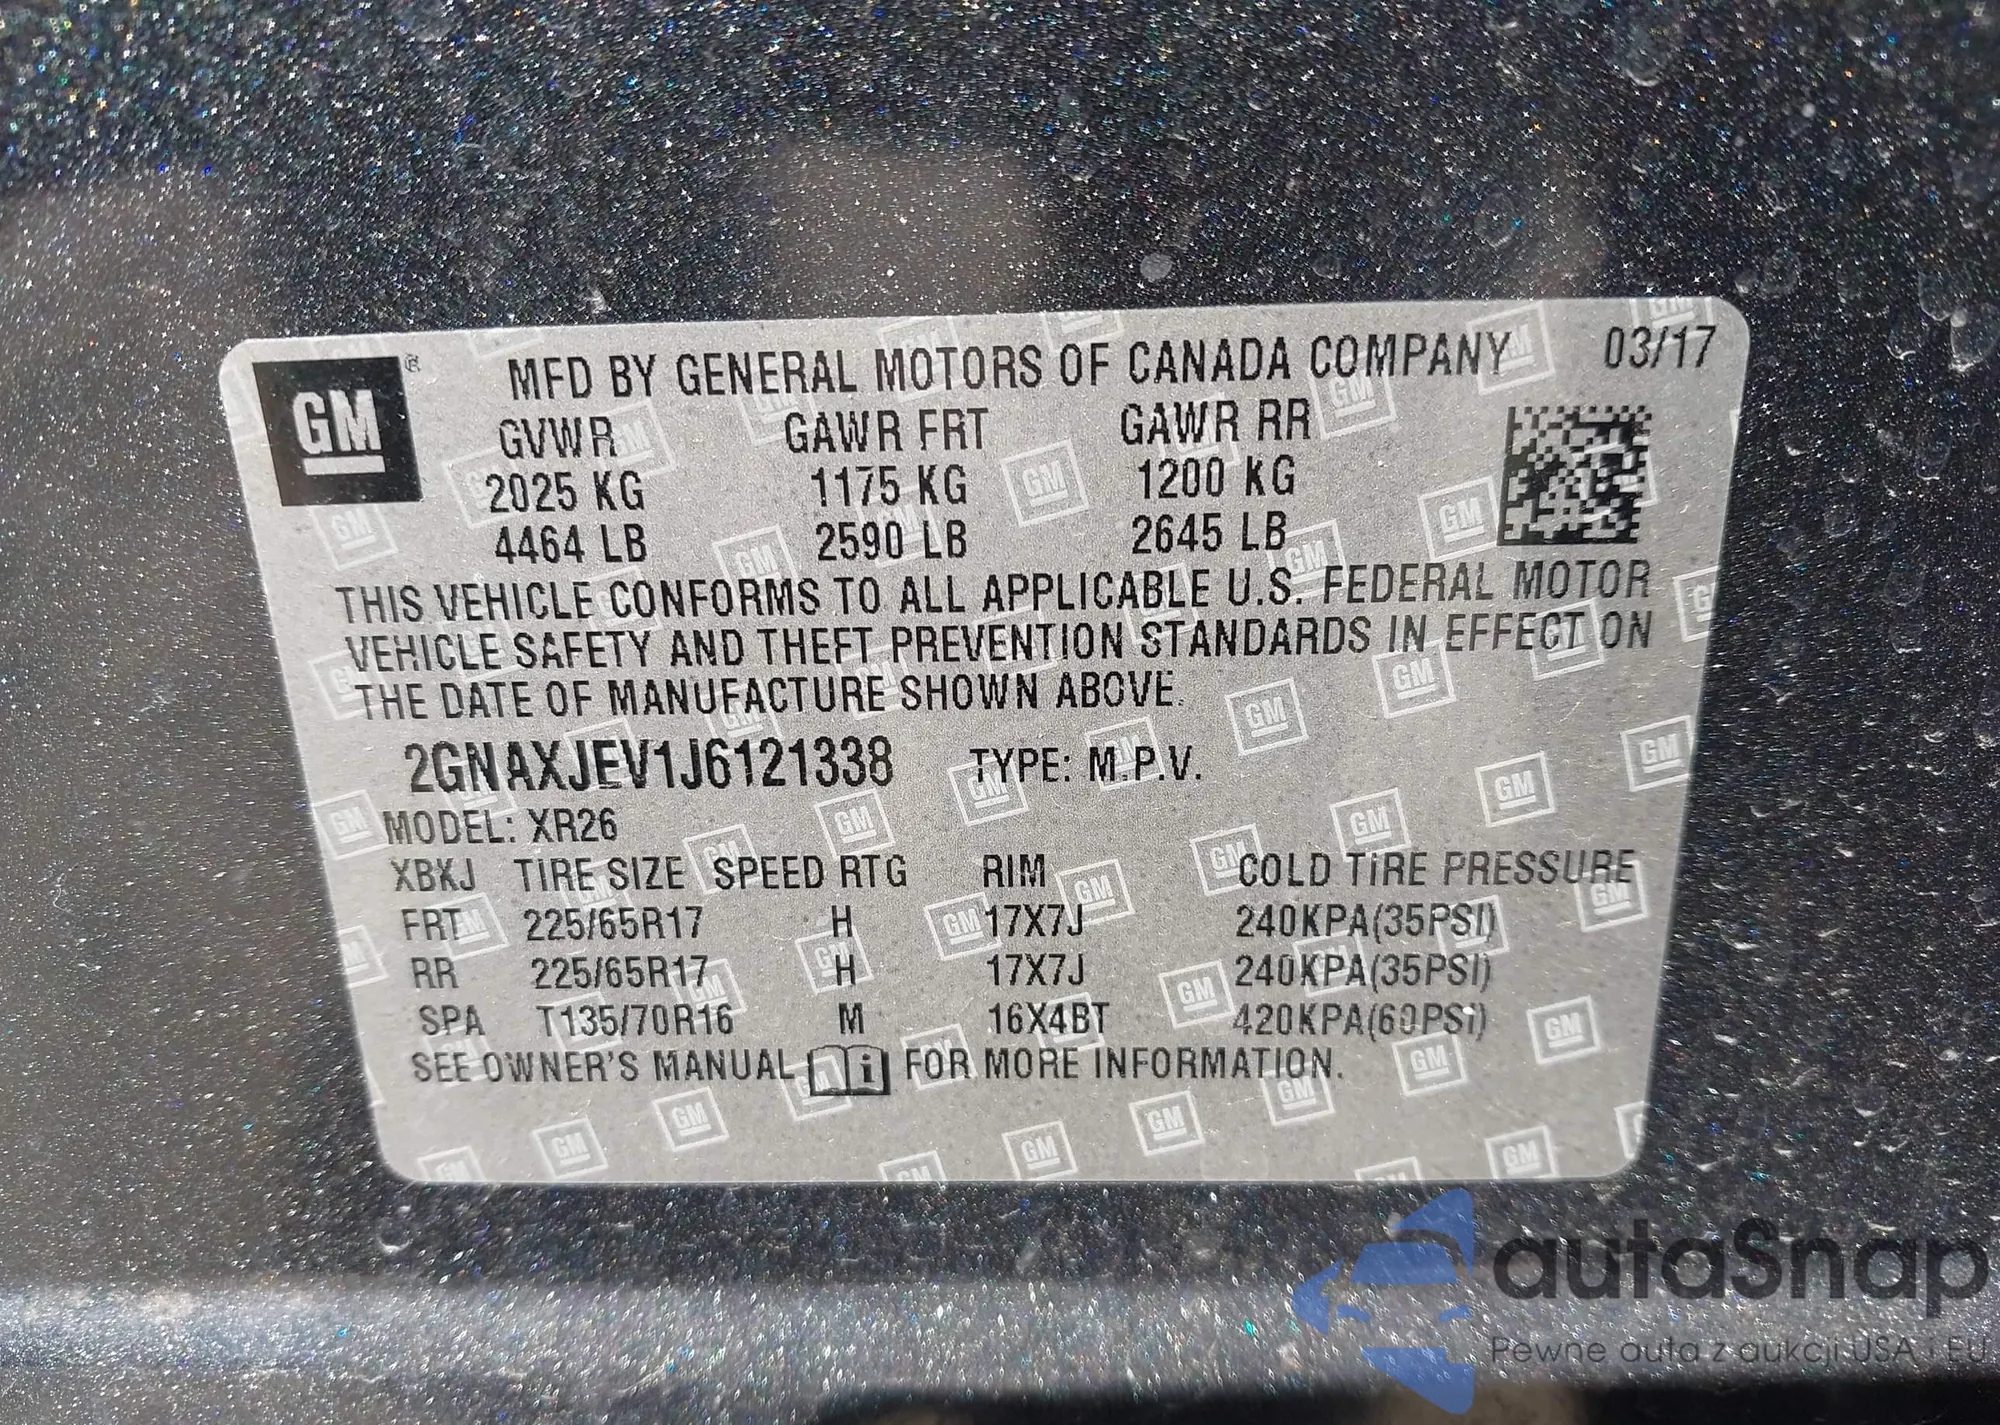 GM ® MFD BY GENERAL MOTORS OF CANADA COMPANY 03/17
GVWR GAWR FRT GAWR RR
2025 KG 1175 KG 1200 KG
4464 LB 2590 LB 2645 LB
THIS VEHICLE CONFORMS TO ALL APPLICABLE U.S. FEDERAL MOTOR
VEHICLE SAFETY AND THEFT PREVENTION STANDARDS IN EFFECT ON
THE DATE OF MANUFACTURE SHOWN ABOVE.
2GNAXJEV1J6121338 TYPE: M.P.V.
MODEL: XR26
XBKJ TIRE SIZE SPEED RTG RIM COLD TIRE PRESSURE
FRT 225/65R17 H 17X7J 240KPA(35PSI)
RR 225/65R17 H 17X7J 240KPA(35PSI)
SPA T135/70R16 M 16X4BT 420KPA(60PSI)
SEE OWNER'S MANUAL i FOR MORE INFORMATION.
autaSnap
Pewne auta z aukcji USA i EU